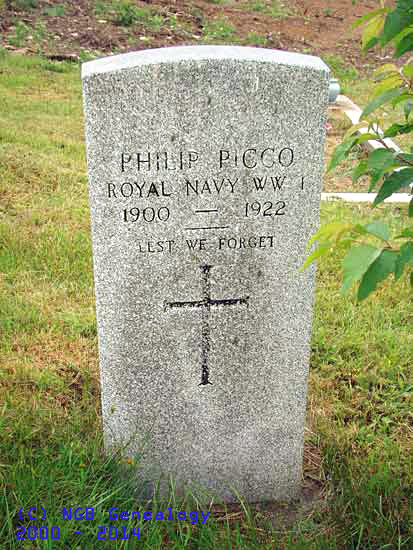 PHILIP PICCO
ROYAL NAVY WW I
1900 — 1922
LEST WE FORGET
(C) NGB Genealogy
2000 - 2014